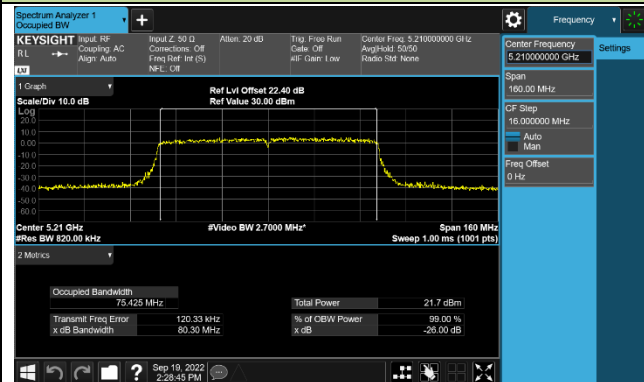 Spectrum Analyzer 1
Occupied BW
Frequency
KEYSIGHT
Input: RF
Coupling: AC
Align: Auto
RL
LXI
Input Z: 50 Ω
Corrections: Off
Freq Ref: Int (S)
NFE: Off
Atten: 20 dB
Trig: Free Run
Gate: Off
#IF Gain: Low
Center Freq: 5.210000000 GHz
Avg|Hold: 50/50
Radio Std: None
Center Frequency
5.210000000 GHz
Settings
Span
160.00 MHz
CF Step
16.000000 MHz
Auto
Man
Freq Offset
0 Hz
1 Graph
Scale/Div 10.0 dB
Ref Lvl Offset 22.40 dB
Ref Value 30.00 dBm
Log
20.0
10.0
0.00
-10.0
-20.0
-30.0
-40.0
-50.0
-60.0
Center 5.21 GHz
#Video BW 2.7000 MHz*
Span 160 MHz
#Res BW 820.00 kHz
Sweep 1.00 ms (1001 pts)
2 Metrics
Occupied Bandwidth
75.425 MHz
Total Power 21.7 dBm
Transmit Freq Error 120.33 kHz
% of OBW Power 99.00 %
x dB Bandwidth 80.30 MHz
x dB -26.00 dB
?
Sep 19, 2022
2:28:45 PM